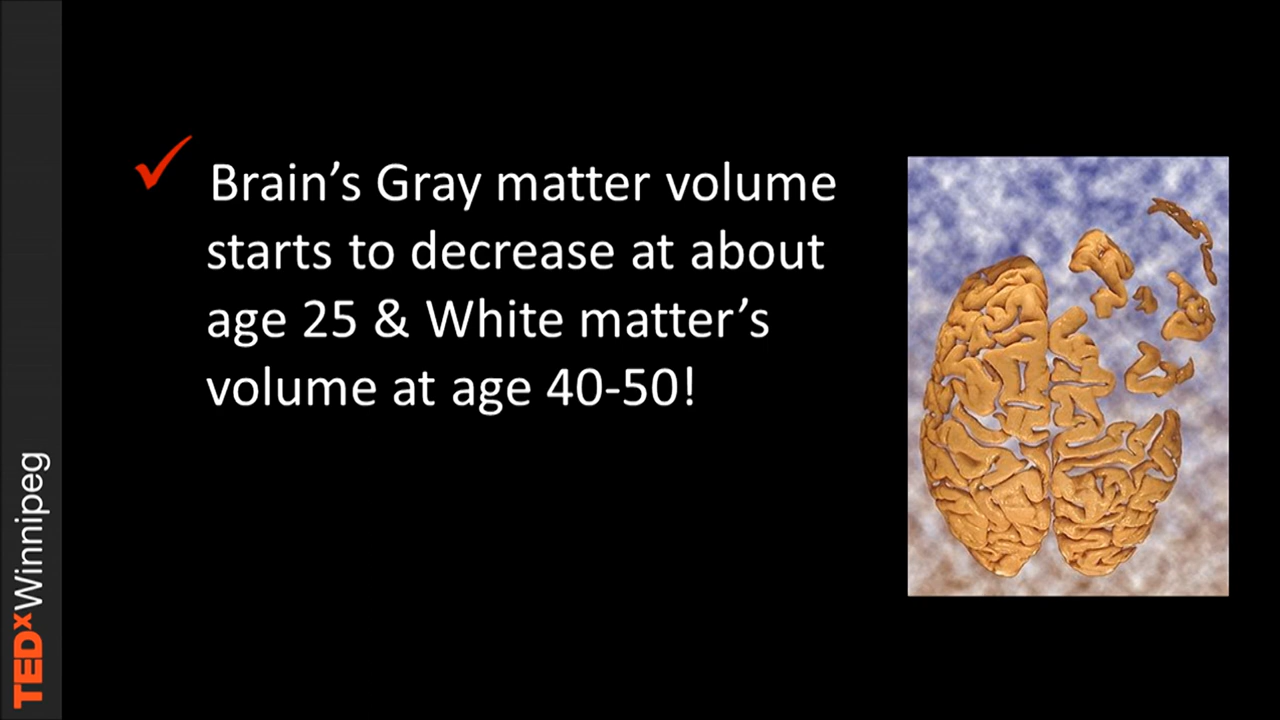 Brain’s Gray matter volume
starts to decrease at about
age 25 & White matter’s
volume at age 40-50!
TEDxWinnipeg